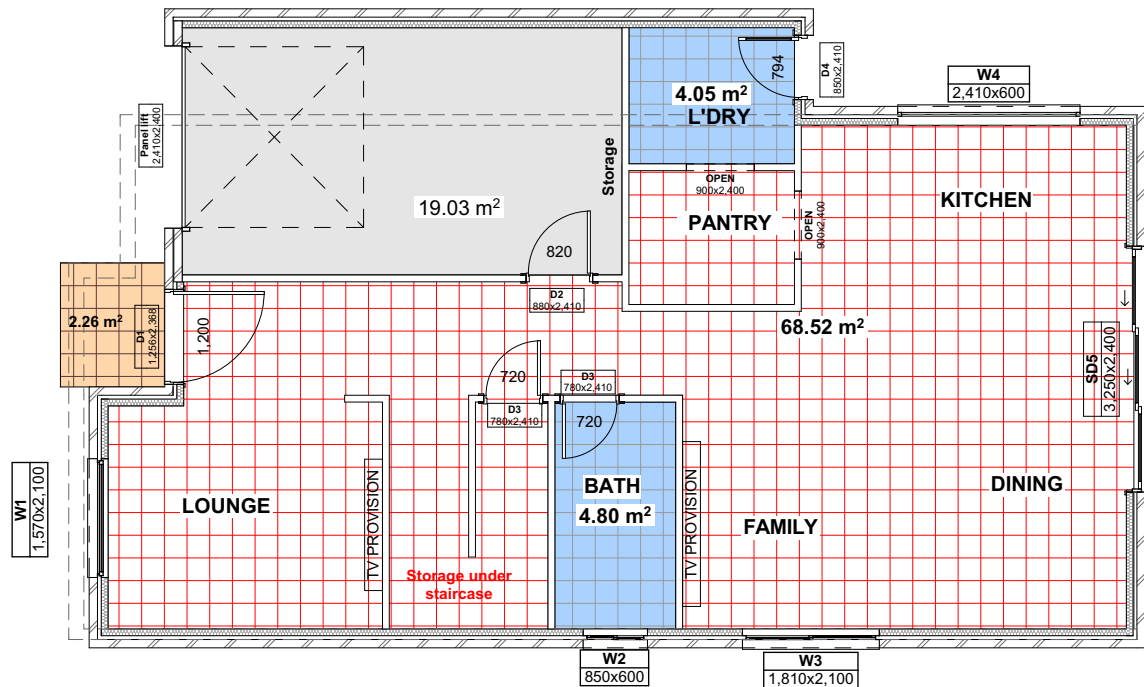 4.05 m²
L'DRY
794
D4
850x2,410
W4
2,410x600
Panel lift
2,410x2,400
Storage
19.03 m²
820
OPEN
900x2,400
PANTRY
OPEN
900x2,400
KITCHEN
D2
880x2,410
2.26 m²
D1
1,256x2,368
1,200
68.52 m²
SD5
3,250x2,400
720
D3
780x2,410
D3
780x2,410
720
W1
1,570x2,100
LOUNGE
TV PROVISION
BATH
4.80 m²
TV PROVISION
FAMILY
DINING
Storage under
staircase
W2
850x600
W3
1,810x2,100